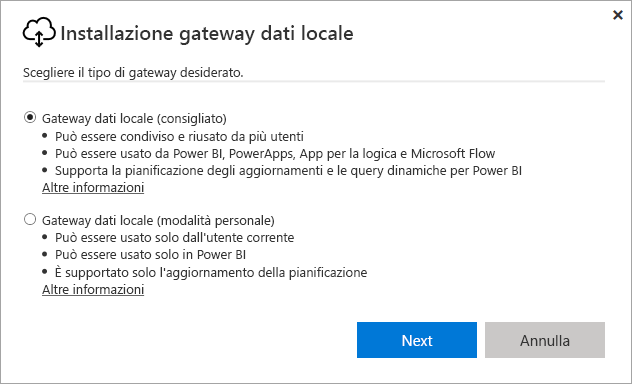 Installazione gateway dati locale
Scegliere il tipo di gateway desiderato.
Gateway dati locale (consigliato)
• Può essere condiviso e riusato da più utenti
• Può essere usato da Power BI, PowerApps, App per la logica e Microsoft Flow
• Supporta la pianificazione degli aggiornamenti e le query dinamiche per Power BI
Altre informazioni
Gateway dati locale (modalità personale)
• Può essere usato solo dall'utente corrente
• Può essere usato solo in Power BI
• È supportato solo l'aggiornamento della pianificazione
Altre informazioni
Next
Annulla